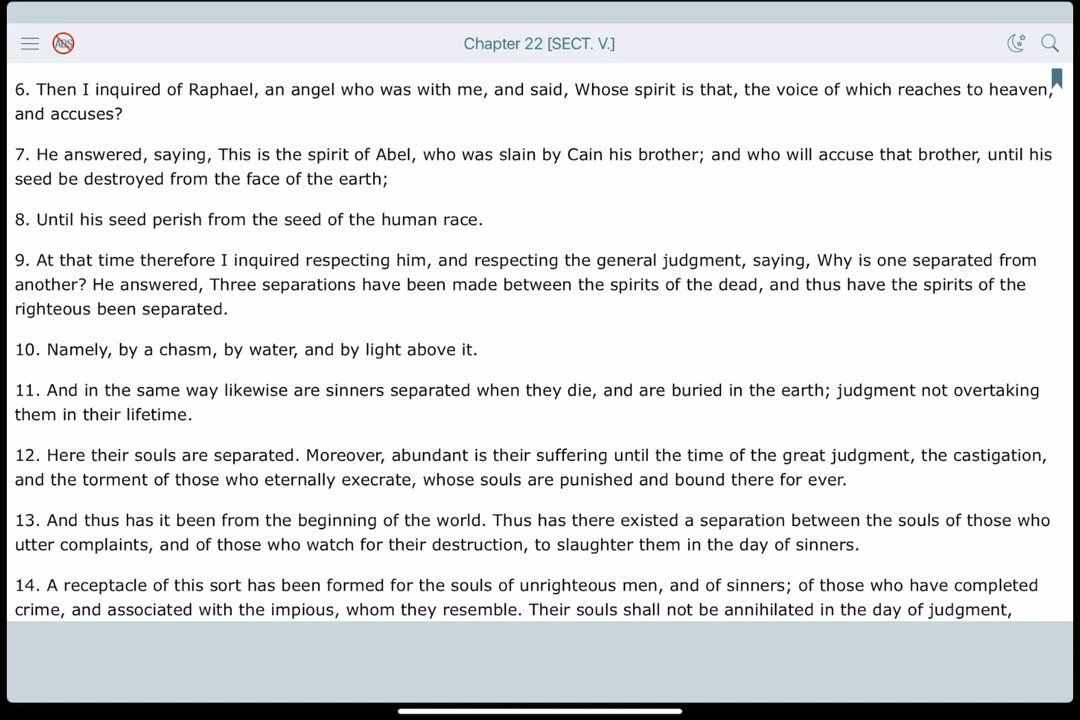 ADS
Chapter 22 [SECT. V.]
6. Then I inquired of Raphael, an angel who was with me, and said, Whose spirit is that, the voice of which reaches to heaven,
and accuses?
7. He answered, saying, This is the spirit of Abel, who was slain by Cain his brother; and who will accuse that brother, until his
seed be destroyed from the face of the earth;
8. Until his seed perish from the seed of the human race.
9. At that time therefore I inquired respecting him, and respecting the general judgment, saying, Why is one separated from
another? He answered, Three separations have been made between the spirits of the dead, and thus have the spirits of the
righteous been separated.
10. Namely, by a chasm, by water, and by light above it.
11. And in the same way likewise are sinners separated when they die, and are buried in the earth; judgment not overtaking
them in their lifetime.
12. Here their souls are separated. Moreover, abundant is their suffering until the time of the great judgment, the castigation,
and the torment of those who eternally execrate, whose souls are punished and bound there for ever.
13. And thus has it been from the beginning of the world. Thus has there existed a separation between the souls of those who
utter complaints, and of those who watch for their destruction, to slaughter them in the day of sinners.
14. A receptacle of this sort has been formed for the souls of unrighteous men, and of sinners; of those who have completed
crime, and associated with the impious, whom they resemble. Their souls shall not be annihilated in the day of judgment,